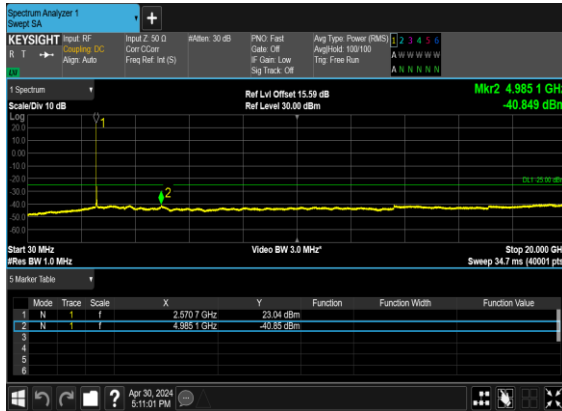 Spectrum Analyzer 1
Swept SA
+
KEYSIGHT Input: RF Input Z: 50 Ω #Atten: 30 dB PNO: Fast Avg Type: Power (RMS) 1 2 3 4 5 6
R T Coupling: DC Corr CCorr Gate: Off Avg|Hold: 100/100 A W W W W W
Align: Auto Freq Ref: Int (S) IF Gain: Low Trig: Free Run
LXI Sig Track: Off A N N N N N
1 Spectrum Ref Lvl Offset 15.59 dB Mkr2 4.985 1 GHz
Scale/Div 10 dB Ref Level 30.00 dBm -40.849 dBm
Log
1
20.0
10.0
0.00
-10.0
-20.0 DL1 -25.00 dBm
-30.0 2
-40.0
-50.0
-60.0
Start 30 MHz Video BW 3.0 MHz* Stop 20.000 GHz
#Res BW 1.0 MHz Sweep 34.7 ms (40001 pts)
5 Marker Table
Mode Trace Scale X Y Function Function Width Function Value
1 N 1 f 2.570 7 GHz 23.04 dBm
2 N 1 f 4.985 1 GHz -40.85 dBm
3
4
5
6
? Apr 30, 2024
5:11:01 PM